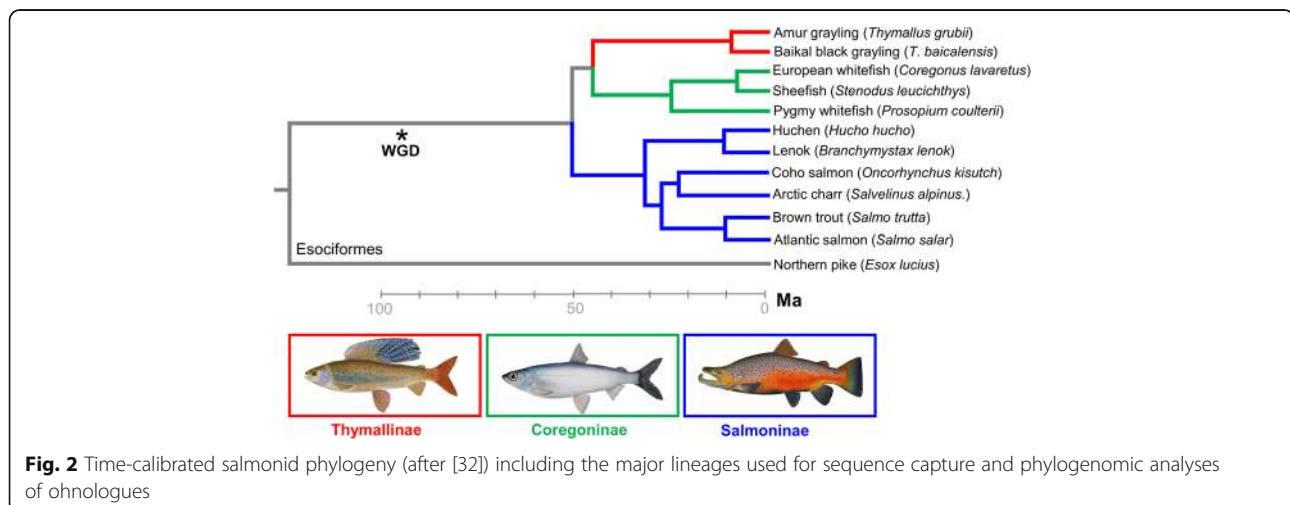 Amur grayling (Thymallus grubii)
Baikal black grayling (T. baicalensis)
European whitefish (Coregonus lavaretus)
Sheefish (Stenodus leucichthys)
Pygmy whitefish (Prosopium coulterii)
Huchen (Hucho hucho)
Lenok (Branchymystax lenok)
Coho salmon (Oncorhynchus kisutch)
Arctic charr (Salvelinus alpinus.)
Brown trout (Salmo trutta)
Atlantic salmon (Salmo salar)
Northern pike (Esox lucius)
*
WGD
Esociformes
100 50 0 Ma
Thymallinae Coregoninae Salmoninae
Fig. 2 Time-calibrated salmonid phylogeny (after [32]) including the major lineages used for sequence capture and phylogenomic analyses
of ohnologues